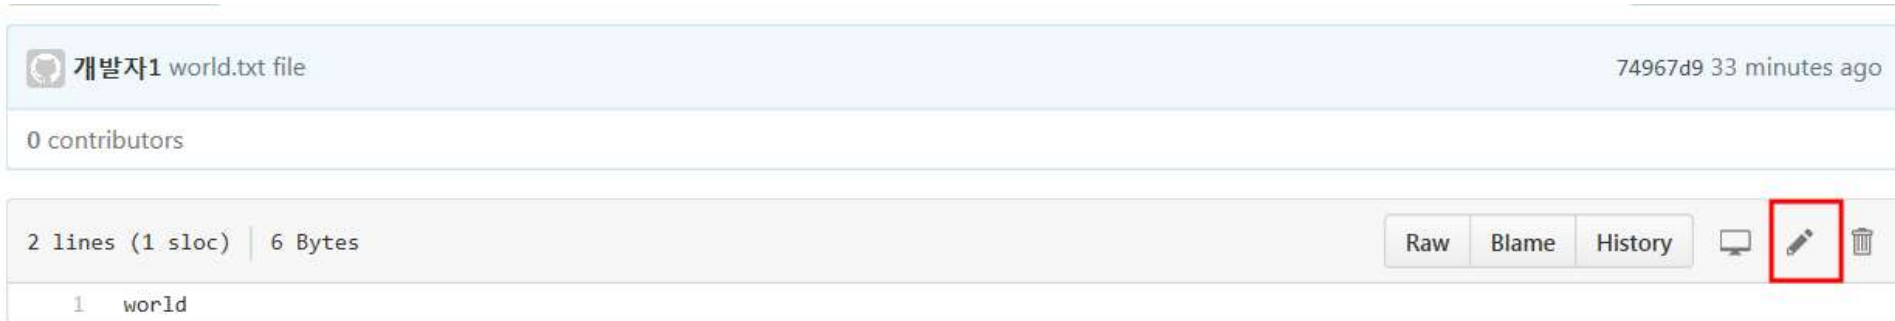 개발자1 world.txt file 74967d9 33 minutes ago
0 contributors
2 lines (1 sloc) 6 Bytes Raw Blame History
1 world